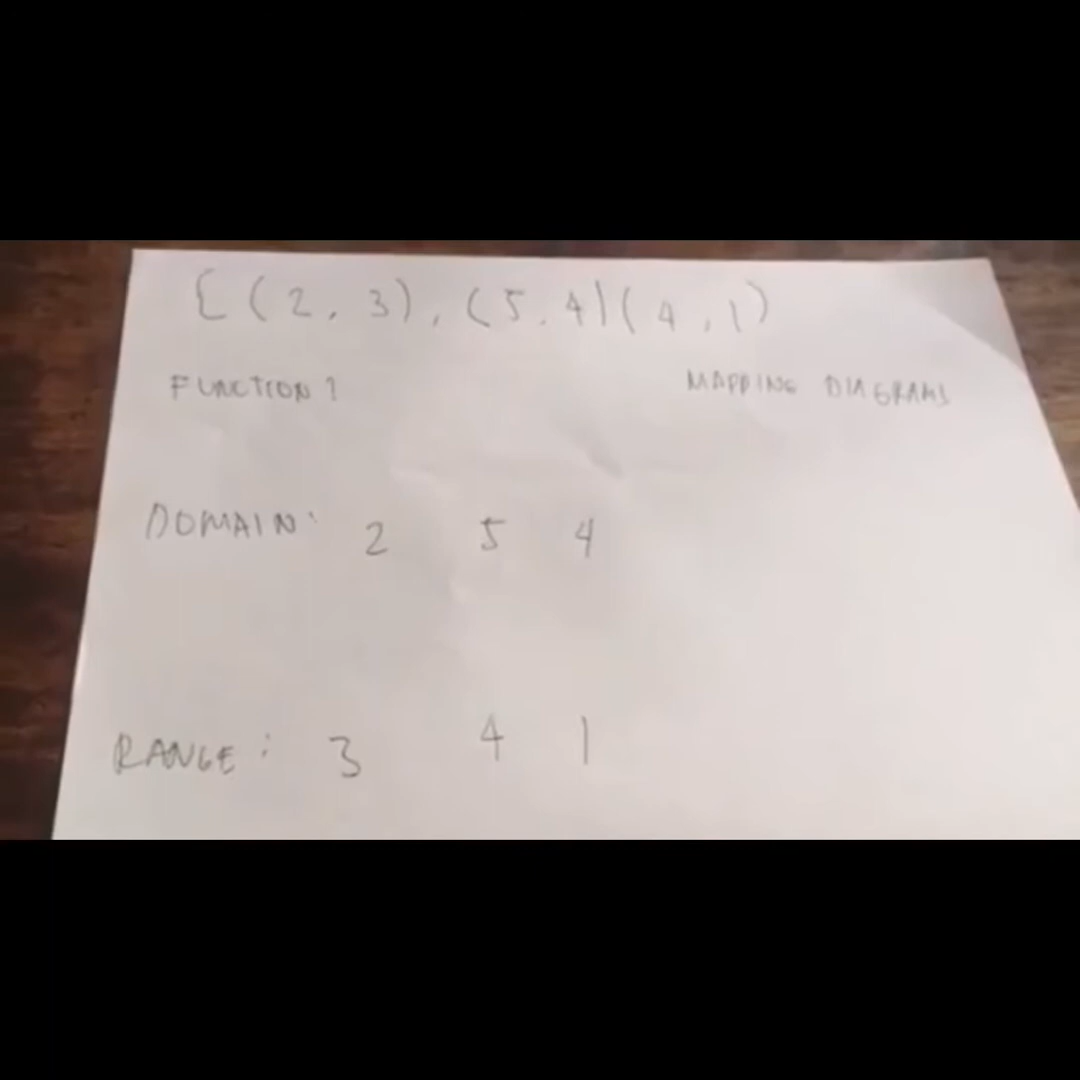 { (2, 3), (5, 4)(4, 1)
FUNCTION?
MAPPING DIAGRAMS
DOMAIN: 2 5 4
RANGE: 3 4 1